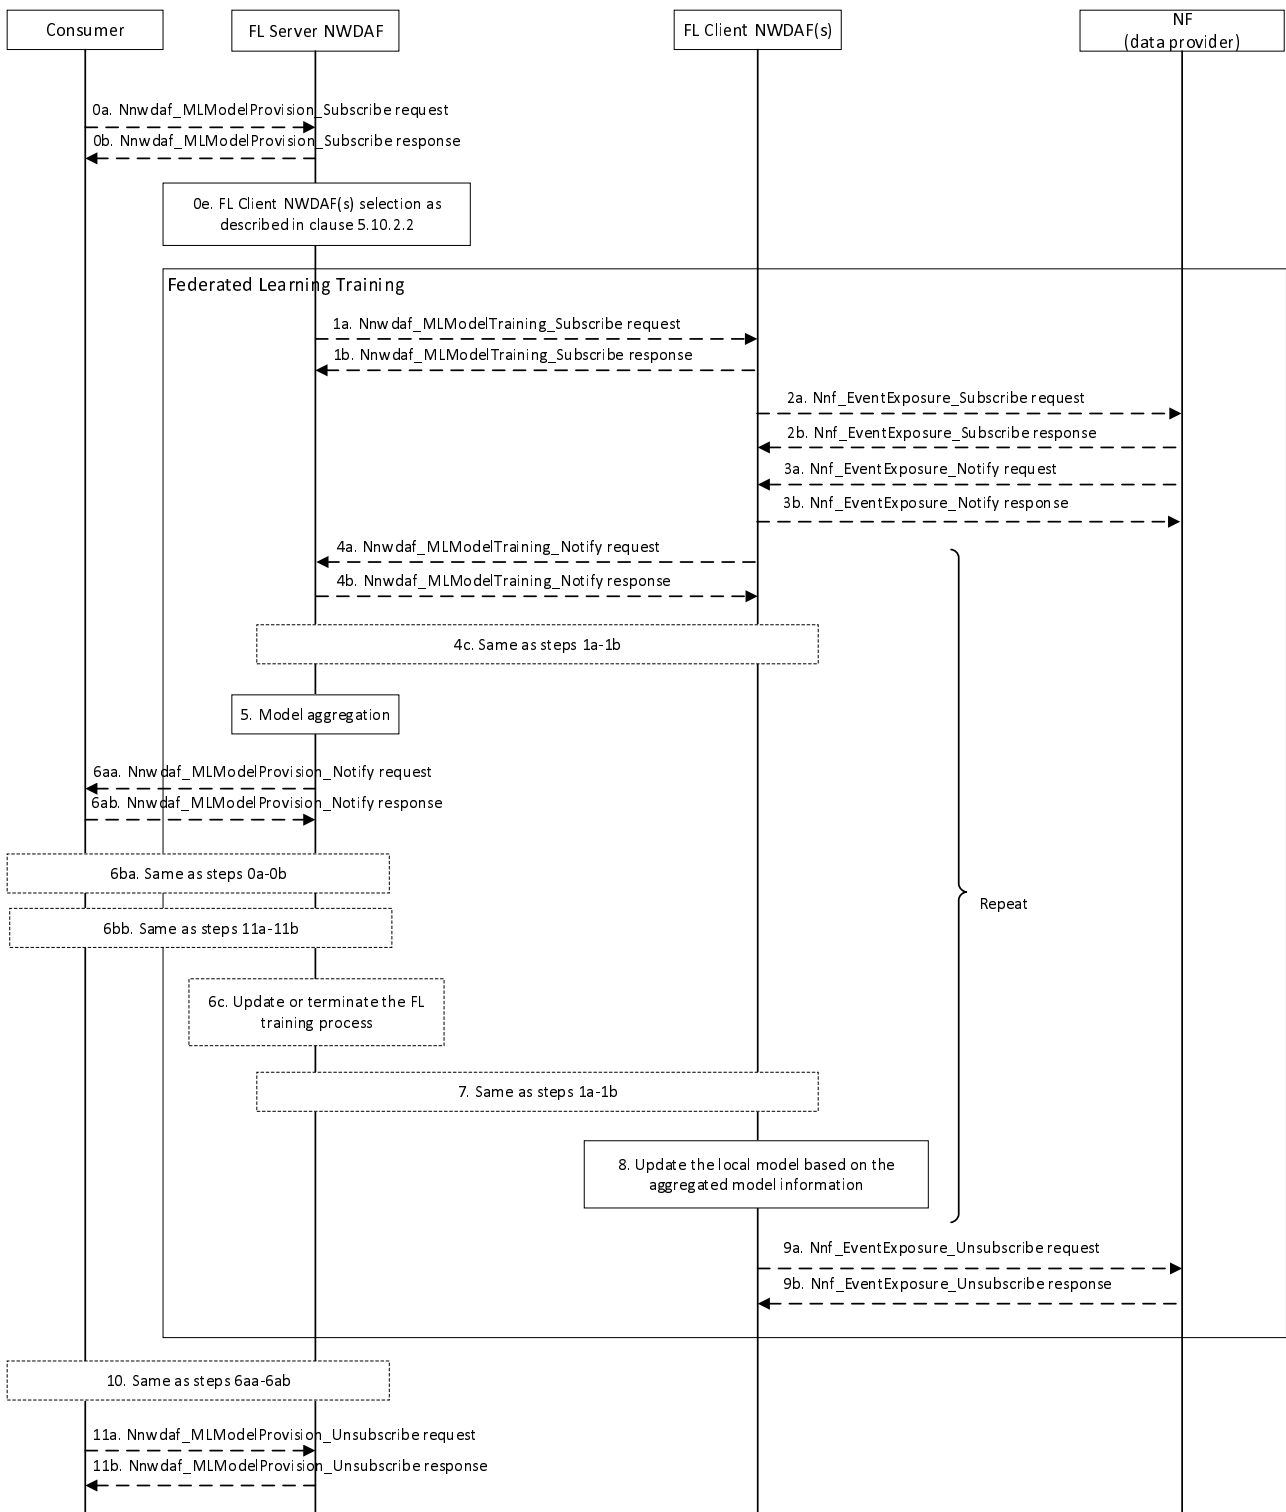 Consumer
FL Server NWDAF
FL Client NWDAF(s)
NF
(data provider)
0a. Nnwdaf_MLModelProvision_Subscribe request
0b. Nnwdaf_MLModelProvision_Subscribe response
0e. FL Client NWDAF(s) selection as
described in clause 5.10.2.2
Federated Learning Training
1a. Nnwdaf_MLModelTraining_Subscribe request
1b. Nnwdaf_MLModelTraining_Subscribe response
2a. Nnf_EventExposure_Subscribe request
2b. Nnf_EventExposure_Subscribe response
3a. Nnf_EventExposure_Notify request
3b. Nnf_EventExposure_Notify response
4a. Nnwdaf_MLModelTraining_Notify request
4b. Nnwdaf_MLModelTraining_Notify response
4c. Same as steps 1a-1b
5. Model aggregation
6aa. Nnwdaf_MLModelProvision_Notify request
6ab. Nnwdaf_MLModelProvision_Notify response
6ba. Same as steps 0a-0b
Repeat
6bb. Same as steps 11a-11b
6c. Update or terminate the FL
training process
7. Same as steps 1a-1b
8. Update the local model based on the
aggregated model information
9a. Nnf_EventExposure_Unsubscribe request
9b. Nnf_EventExposure_Unsubscribe response
10. Same as steps 6aa-6ab
11a. Nnwdaf_MLModelProvision_Unsubscribe request
11b. Nnwdaf_MLModelProvision_Unsubscribe response